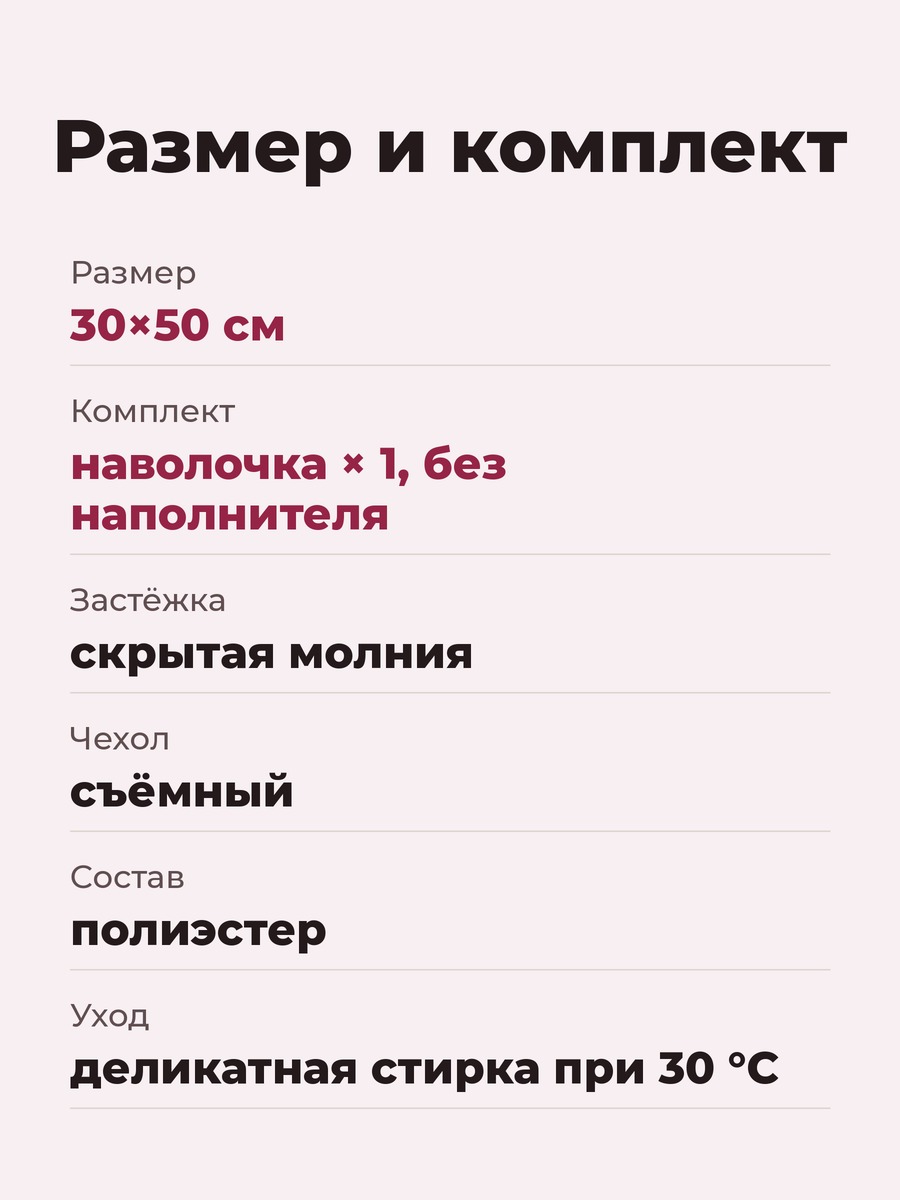 Размер и комплект
Размер
30×50 см
Комплект
наволочка × 1, без
наполнителя
Застёжка
скрытая молния
Чехол
съёмный
Состав
полиэстер
Уход
деликатная стирка при 30 °C